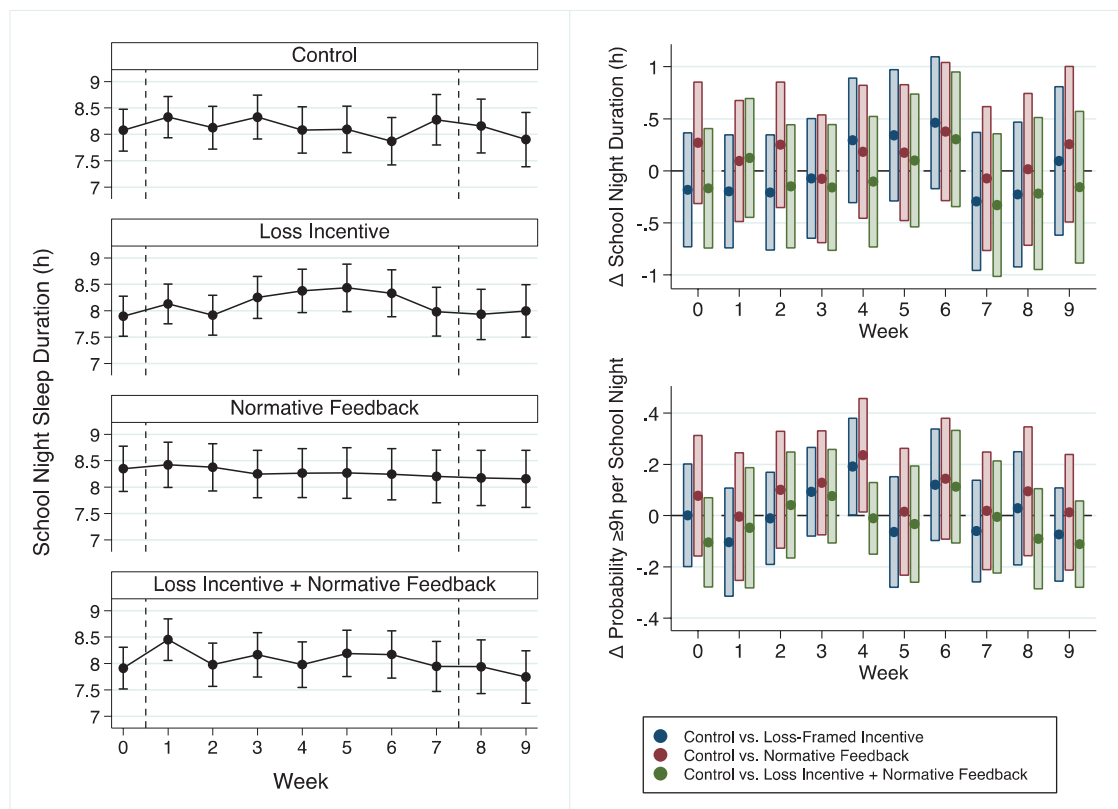 School Night Sleep Duration (h)
Control
9
8.5
8
7.5
7
Loss Incentive
9
8.5
8
7.5
7
Normative Feedback
9
8.5
8
7.5
7
Loss Incentive + Normative Feedback
9
8.5
8
7.5
7
0 1 2 3 4 5 6 7 8 9
Week
Δ School Night Duration (h)
1
.5
0
-.5
-1
0 1 2 3 4 5 6 7 8 9
Week
Δ Probability ≥9h per School Night
.4
.2
0
-.2
-.4
0 1 2 3 4 5 6 7 8 9
Week
Control vs. Loss-Framed Incentive
Control vs. Normative Feedback
Control vs. Loss Incentive + Normative Feedback